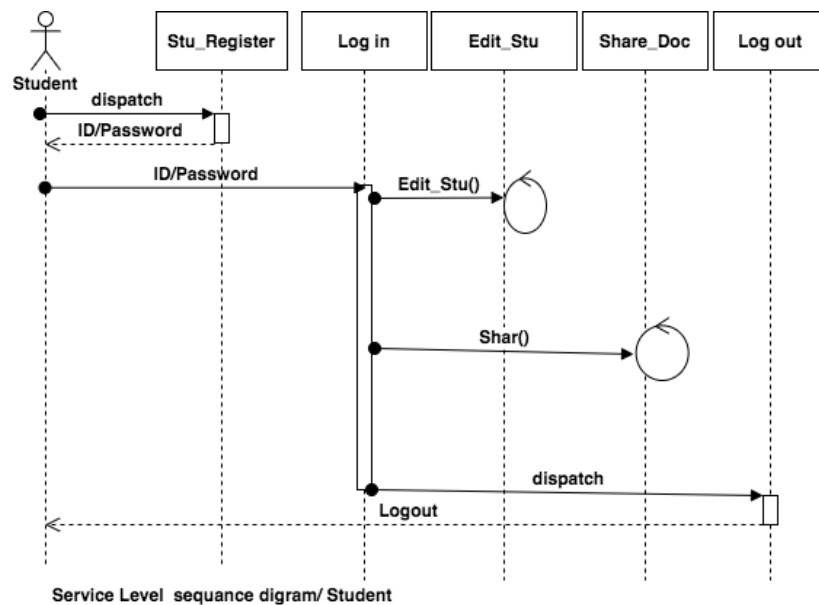 Stu_Register
Log in
Edit_Stu
Share_Doc
Log out
Student
dispatch
ID/Password
ID/Password
Edit_Stu()
Shar()
dispatch
Logout
Service Level sequance digram/ Student